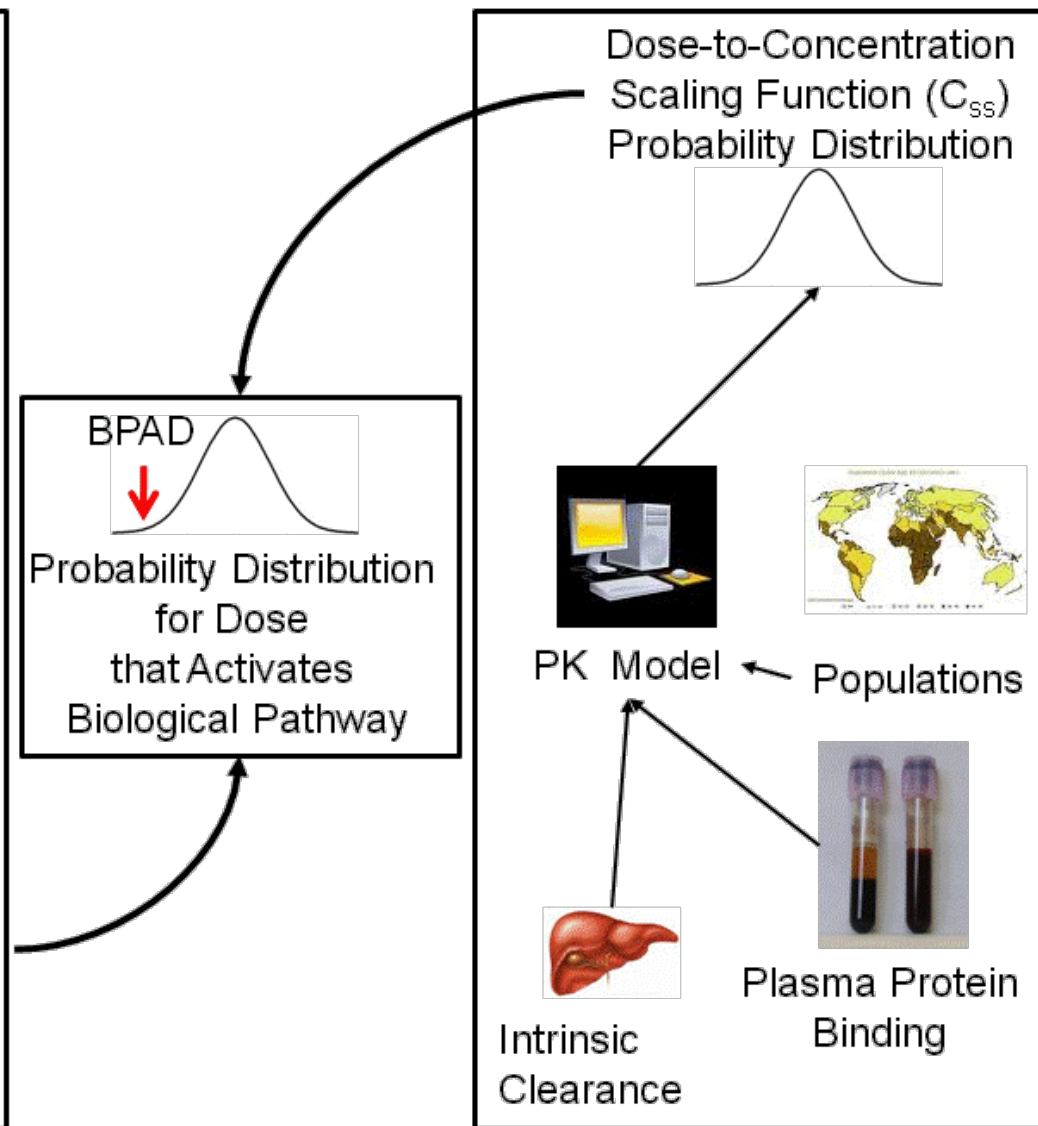 Dose-to-Concentration
Scaling Function (Css)
Probability Distribution
BPAD
Probability Distribution
for Dose
that Activates
Biological Pathway
PK Model
Populations
Intrinsic
Clearance
Plasma Protein
Binding